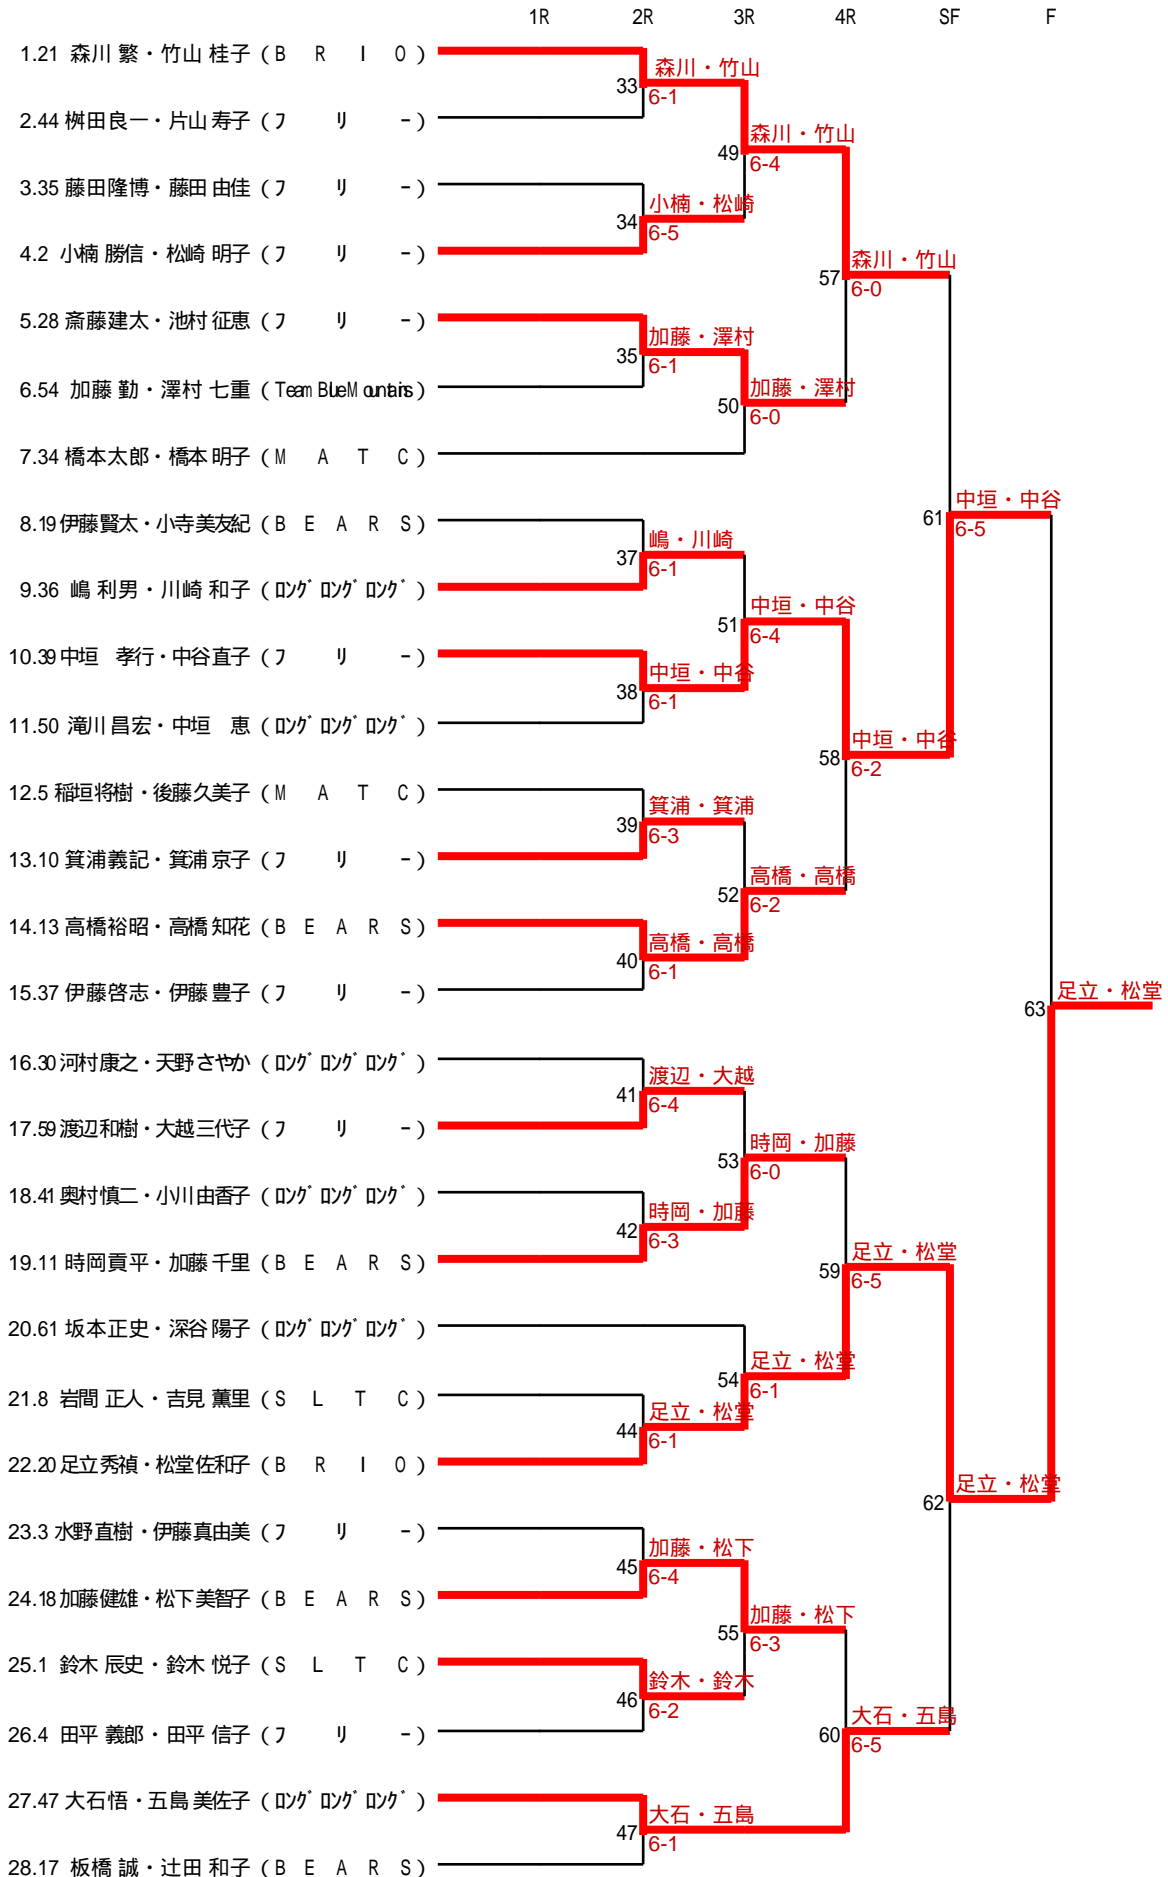 1R 2R 3R 4R SF F
1.21 森川 繁・竹山 桂子 (B R I O)
森川・竹山
33
6-1
2.44 桝田良一・片山 寿子 (フ リ -)
森川・竹山
49
6-4
3.35 藤田隆博・藤田 由佳 (フ リ -)
小楠・松崎
34
6-5
4.2 小楠 勝信・松崎 明子 (フ リ -)
森川・竹山
57
6-0
5.28 斎藤建太・池村 征恵 (フ リ -)
加藤・澤村
35
6-1
6.54 加藤 勤・澤村 七重 (Team BlueMountains)
加藤・澤村
50
6-0
7.34 橋本太郎・橋本 明子 (M A T C)
中垣・中谷
61
6-5
8.19 伊藤賢太・小寺美友紀 (B E A R S)
嶋・川崎
37
6-1
9.36 嶋 利男・川崎 和子 (ロングロングロング)
中垣・中谷
51
6-4
10.39 中垣 孝行・中谷直子 (フ リ -)
中垣・中谷
38
6-1
11.50 滝川 昌宏・中垣 恵 (ロングロングロング)
中垣・中谷
58
6-2
12.5 稲垣将樹・後藤久美子 (M A T C)
箕浦・箕浦
39
6-3
13.10 箕浦義記・箕浦 京子 (フ リ -)
高橋・高橋
52
6-2
14.13 高橋裕昭・高橋 知花 (B E A R S)
高橋・高橋
40
6-1
15.37 伊藤啓志・伊藤 豊子 (フ リ -)
足立・松堂
63
16.30 河村康之・天野さやか (ロングロングロング)
渡辺・大越
41
6-4
17.59 渡辺和樹・大越三代子 (フ リ -)
時岡・加藤
53
6-0
18.41 奥村慎二・小川由香子 (ロングロングロング)
時岡・加藤
42
6-3
19.11 時岡貢平・加藤 千里 (B E A R S)
足立・松堂
59
6-5
20.61 坂本正史・深谷 陽子 (ロングロングロング)
足立・松堂
54
6-1
21.8 岩間 正人・吉見 薫里 (S L T C)
足立・松堂
44
6-1
22.20 足立秀禎・松堂佐和子 (B R I O)
足立・松堂
62
23.3 水野直樹・伊藤真由美 (フ リ -)
加藤・松下
45
6-4
24.18 加藤健雄・松下美智子 (B E A R S)
加藤・松下
55
6-3
25.1 鈴木 辰史・鈴木 悦子 (S L T C)
鈴木・鈴木
46
6-2
26.4 田平 義郎・田平 信子 (フ リ -)
大石・五島
60
6-5
27.47 大石悟・五島 美佐子 (ロングロングロング)
大石・五島
47
6-1
28.17 板橋 誠・辻田 和子 (B E A R S)